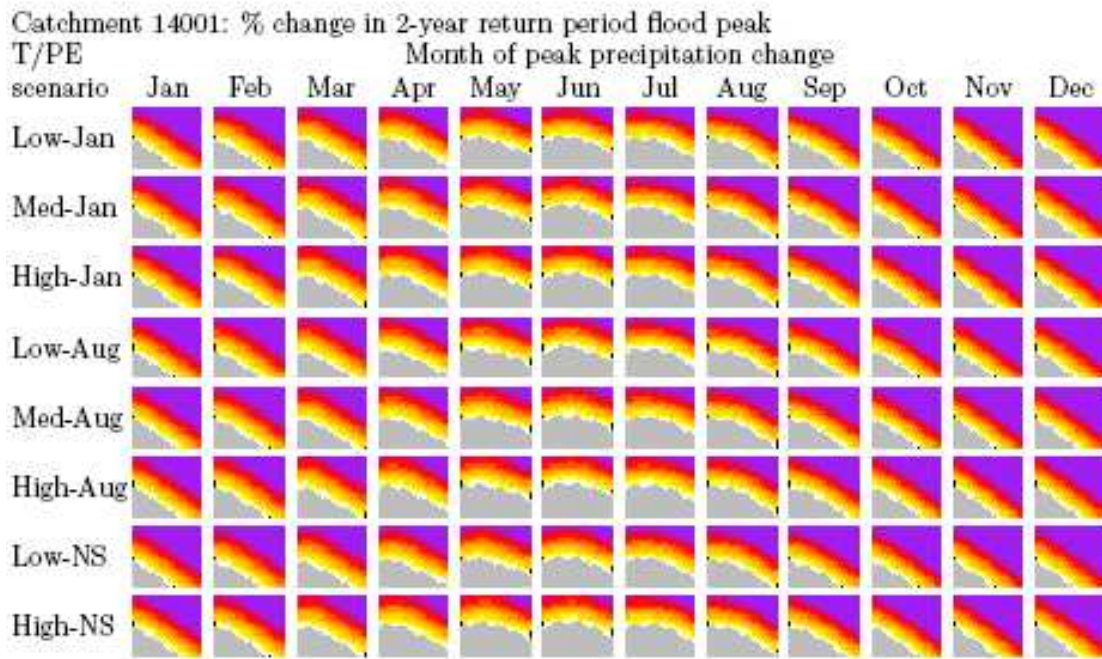 Catchment 14001: % change in 2-year return period flood peak
T/PE Month of peak precipitation change
scenario Jan Feb Mar Apr May Jun Jul Aug Sep Oct Nov Dec
Low-Jan
Med-Jan
High-Jan
Low-Aug
Med-Aug
High-Aug
Low-NS
High-NS